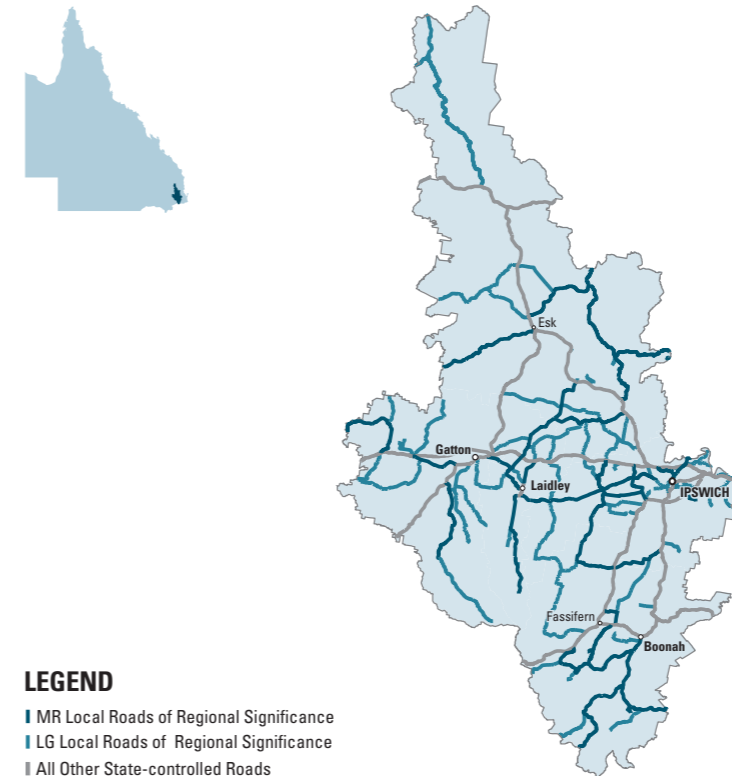 Esk
Gatton
Laidley
IPSWICH
Fassifern
Boonah
LEGEND
MR Local Roads of Regional Significance
LG Local Roads of Regional Significance
All Other State-controlled Roads